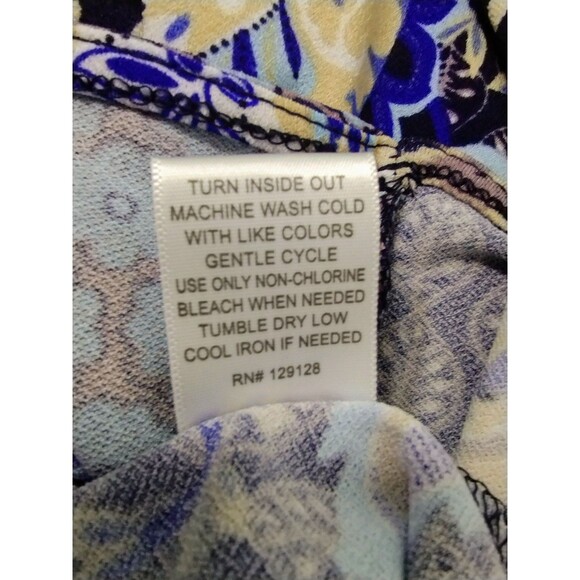 TURN INSIDE OUT
MACHINE WASH COLD
WITH LIKE COLORS
GENTLE CYCLE
USE ONLY NON-CHLORINE
BLEACH WHEN NEEDED
TUMBLE DRY LOW
COOL IRON IF NEEDED
RN# 129128